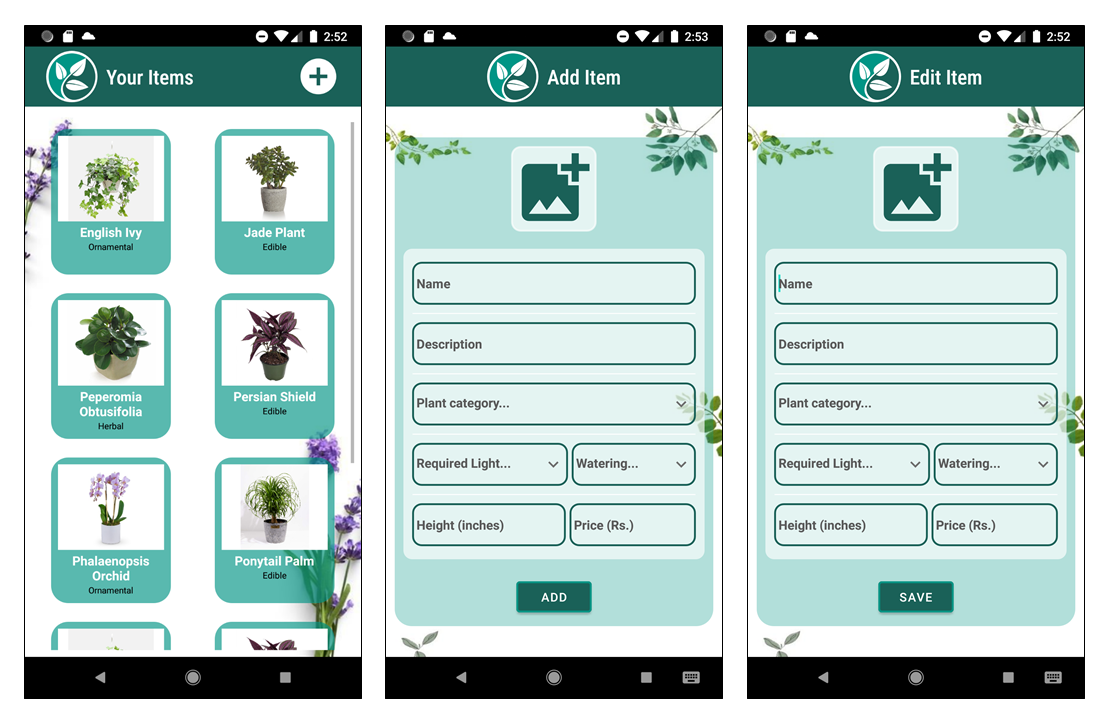 2:52
Your Items
English Ivy
Ornamental
Jade Plant
Edible
Peperomia
Obtusifolia
Herbal
Persian Shield
Edible
Phalaenopsis
Orchid
Ornamental
Ponytail Palm
Edible
2:53
Add Item
Name
Description
Plant category...
Required Light...
Watering...
Height (inches)
Price (Rs.)
ADD
2:52
Edit Item
Name
Description
Plant category...
Required Light...
Watering...
Height (inches)
Price (Rs.)
SAVE